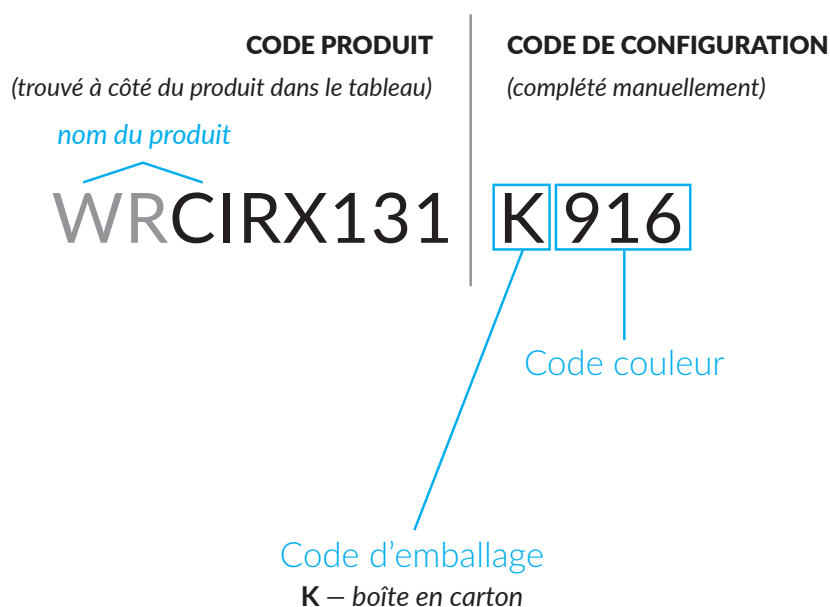 CODE PRODUIT
(trouvé à côté du produit dans le tableau)
CODE DE CONFIGURATION
(complété manuellement)
nom du produit
WRCIRX131 K 916
Code couleur
Code d’emballage
K — boîte en carton